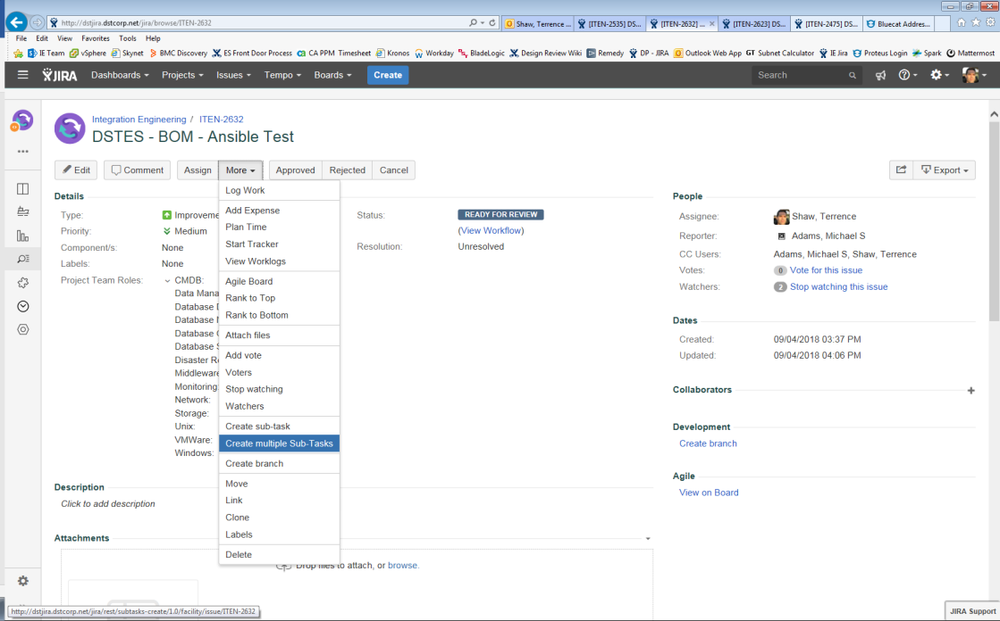 http://dstjira.dstcorp.net/jira/browse/ITEN-2632
Shaw, Terrence ...
[ITEN-2535] DS...
[ITEN-2632] ...
[ITEN-2623] DS...
[ITEN-2475] DS...
Bluecat Addres...
File Edit View Favorites Tools Help
IE Team vSphere Skynet BMC Discovery ES Front Door Process CA PPM Timesheet Kronos Workday BladeLogic Design Review Wiki Remedy DP - JIRA Outlook Web App GT Subnet Calculator IE Jira Proteus Login Spark Mattermost
JIRA Dashboards Projects Issues Tempo Boards Create Search
Integration Engineering / ITEN-2632
DSTES - BOM - Ansible Test
Edit Comment Assign More Approved Rejected Cancel Export
Log Work
Add Expense
Plan Time
Start Tracker
View Worklogs
Agile Board
Rank to Top
Rank to Bottom
Attach files
Add vote
Voters
Stop watching
Watchers
Create sub-task
Create multiple Sub-Tasks
Create branch
Move
Link
Clone
Labels
Delete
Details
Type: Improveme
Priority: Medium
Component/s: None
Labels: None
Project Team Roles: CMDB:
Data Mana
Database
Database
Database
Database
Disaster R
Middleware
Monitoring:
Network:
Storage:
Unix:
VMWare:
Windows:
Status: READY FOR REVIEW
(View Workflow)
Resolution: Unresolved
Description
Click to add description
Attachments
Drop files to attach, or browse.
People
Assignee: Shaw, Terrence
Reporter: Adams, Michael S
CC Users: Adams, Michael S, Shaw, Terrence
Votes: 0 Vote for this issue
Watchers: 2 Stop watching this issue
Dates
Created: 09/04/2018 03:37 PM
Updated: 09/04/2018 04:06 PM
Collaborators
Development
Create branch
Agile
View on Board
http://dstjira.dstcorp.net/jira/rest/subtasks-create/1.0/facility/issue/ITEN-2632
JIRA Support